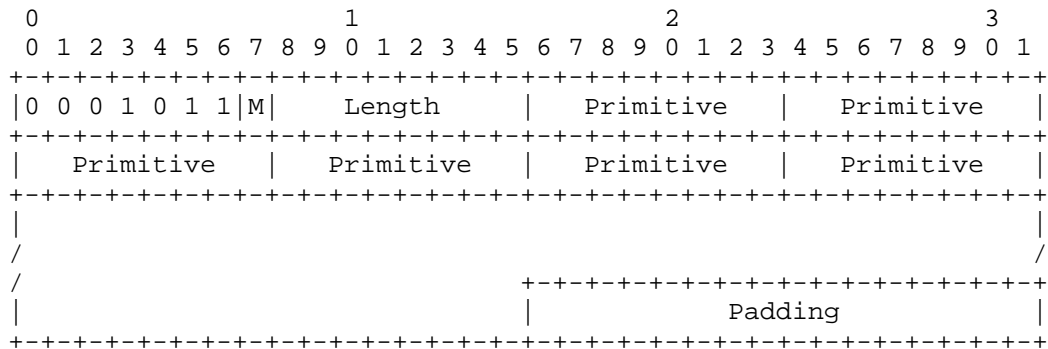 0                   1                   2                   3
 0 1 2 3 4 5 6 7 8 9 0 1 2 3 4 5 6 7 8 9 0 1 2 3 4 5 6 7 8 9 0 1
+-+-+-+-+-+-+-+-+-+-+-+-+-+-+-+-+-+-+-+-+-+-+-+-+-+-+-+-+-+-+-+-+
|0 0 0 1 0 1 1|M|    Length     |   Primitive   |   Primitive   |
+-+-+-+-+-+-+-+-+-+-+-+-+-+-+-+-+-+-+-+-+-+-+-+-+-+-+-+-+-+-+-+-+
|   Primitive   |   Primitive   |   Primitive   |   Primitive   |
+-+-+-+-+-+-+-+-+-+-+-+-+-+-+-+-+-+-+-+-+-+-+-+-+-+-+-+-+-+-+-+-+
|                                                               |
/                                                               /
/                               +-+-+-+-+-+-+-+-+-+-+-+-+-+-+-+-+
|                               |            Padding            |
+-+-+-+-+-+-+-+-+-+-+-+-+-+-+-+-+-+-+-+-+-+-+-+-+-+-+-+-+-+-+-+-+